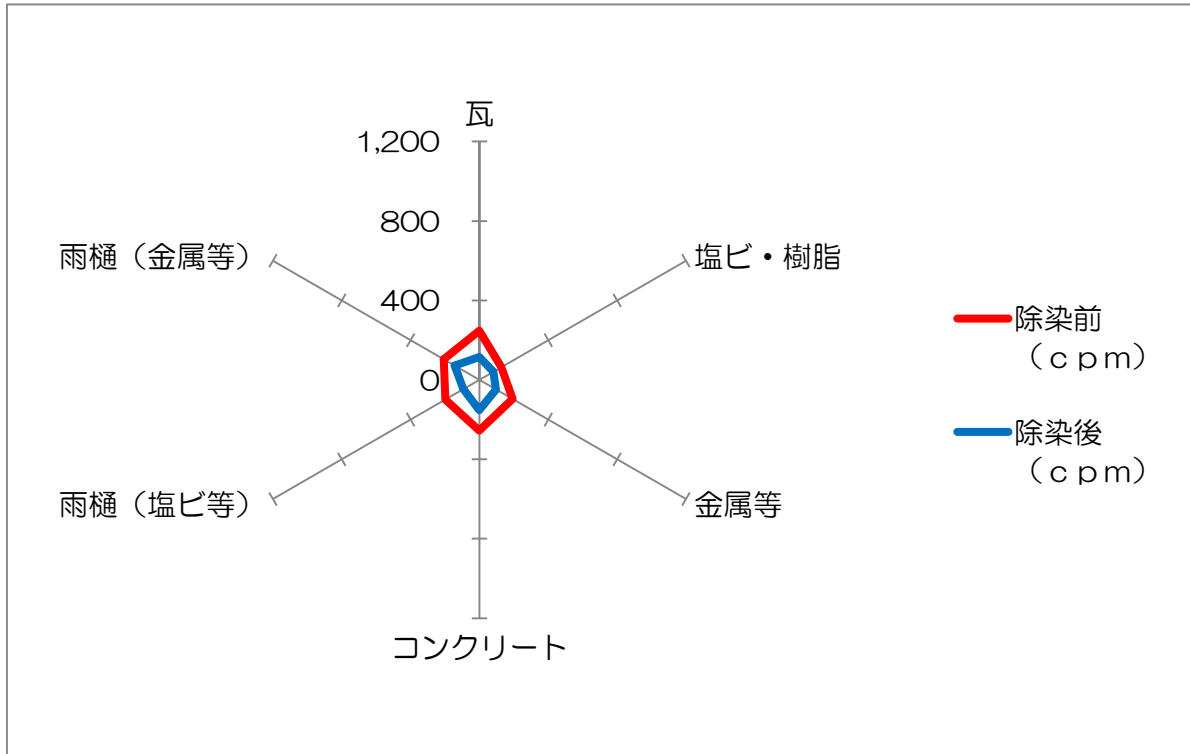 瓦
1,200
800
400
0
塩ビ・樹脂
金属等
コンクリート
雨樋（塩ビ等）
雨樋（金属等）
除染前
（ｃｐｍ）
除染後
（ｃｐｍ）